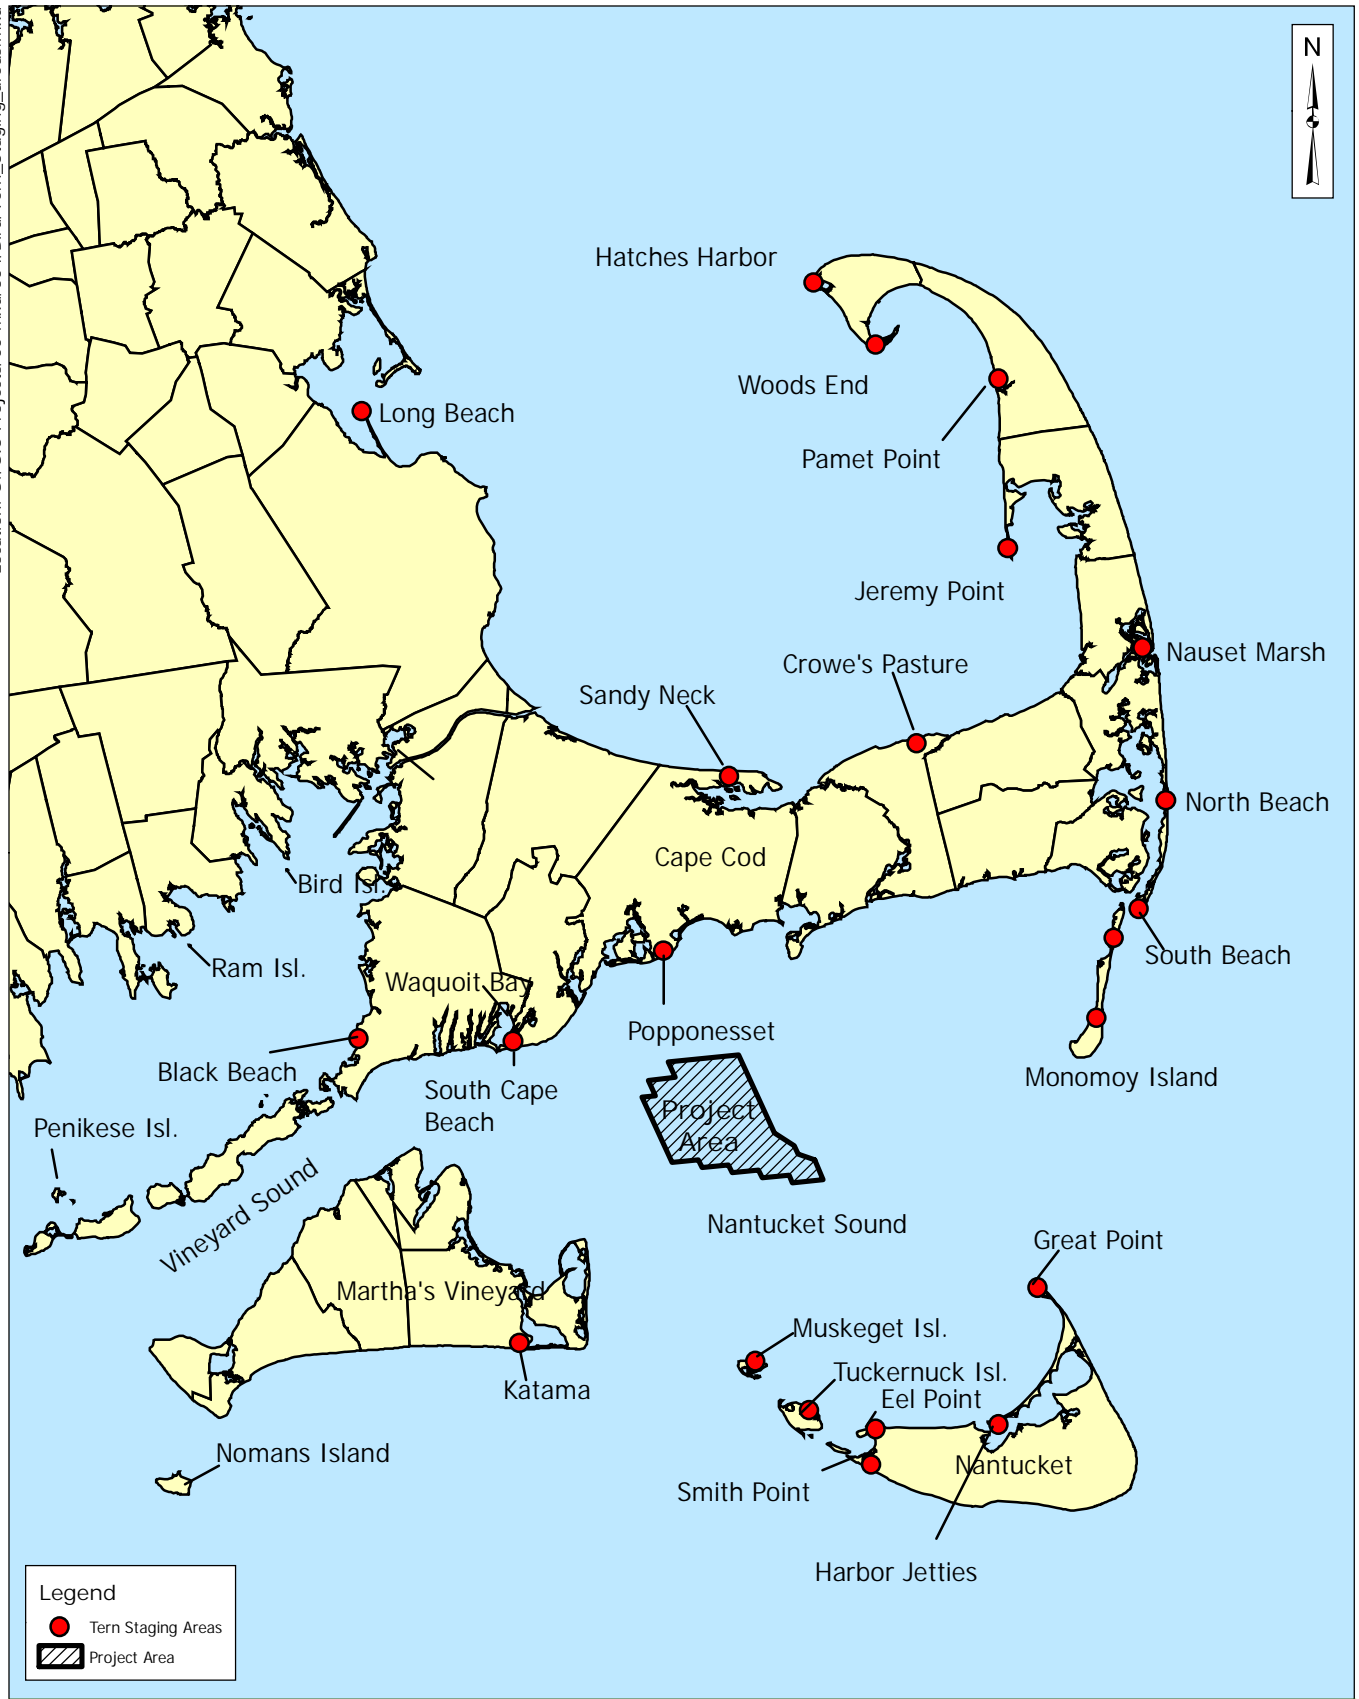 N
Hatches Harbor
Woods End
Long Beach
Pamet Point
Jeremy Point
Nauset Marsh
Crowe's Pasture
Sandy Neck
North Beach
Cape Cod
Bird Isl.
South Beach
Ram Isl.
Waquoit Bay
Popponesset
Black Beach
Monomoy Island
South Cape
Beach
Project
Area
Penikese Isl.
Vineyard Sound
Nantucket Sound
Great Point
Martha's Vineyard
Muskeget Isl.
Tuckernuck Isl.
Eel Point
Katama
Nomans Island
Nantucket
Smith Point
Harbor Jetties
Legend
Tern Staging Areas
Project Area